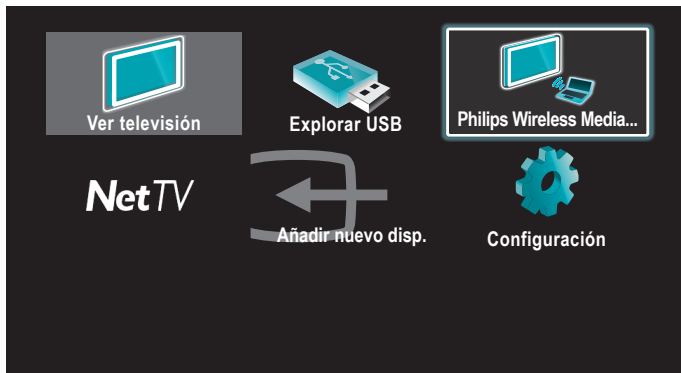 Ver televisión
Explorar USB
Philips Wireless Media...
NetTV
Añadir nuevo disp.
Configuración